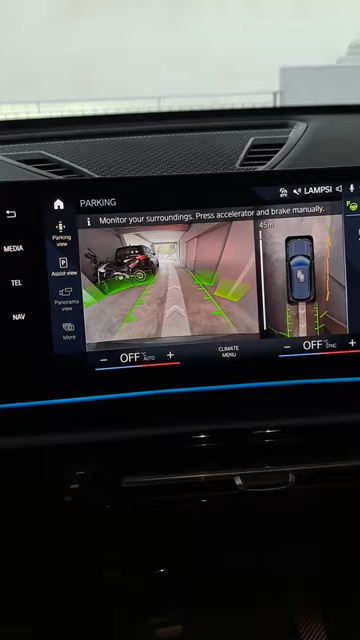 PARKING
LAMPSI
i Monitor your surroundings. Press accelerator and brake manually.
45m
P
Parking
view
MEDIA
P
Assist view
TEL
Panorama
view
NAV
More
- OFF °C AUTO +
CLIMATE
MENU
- OFF °C SYNC +